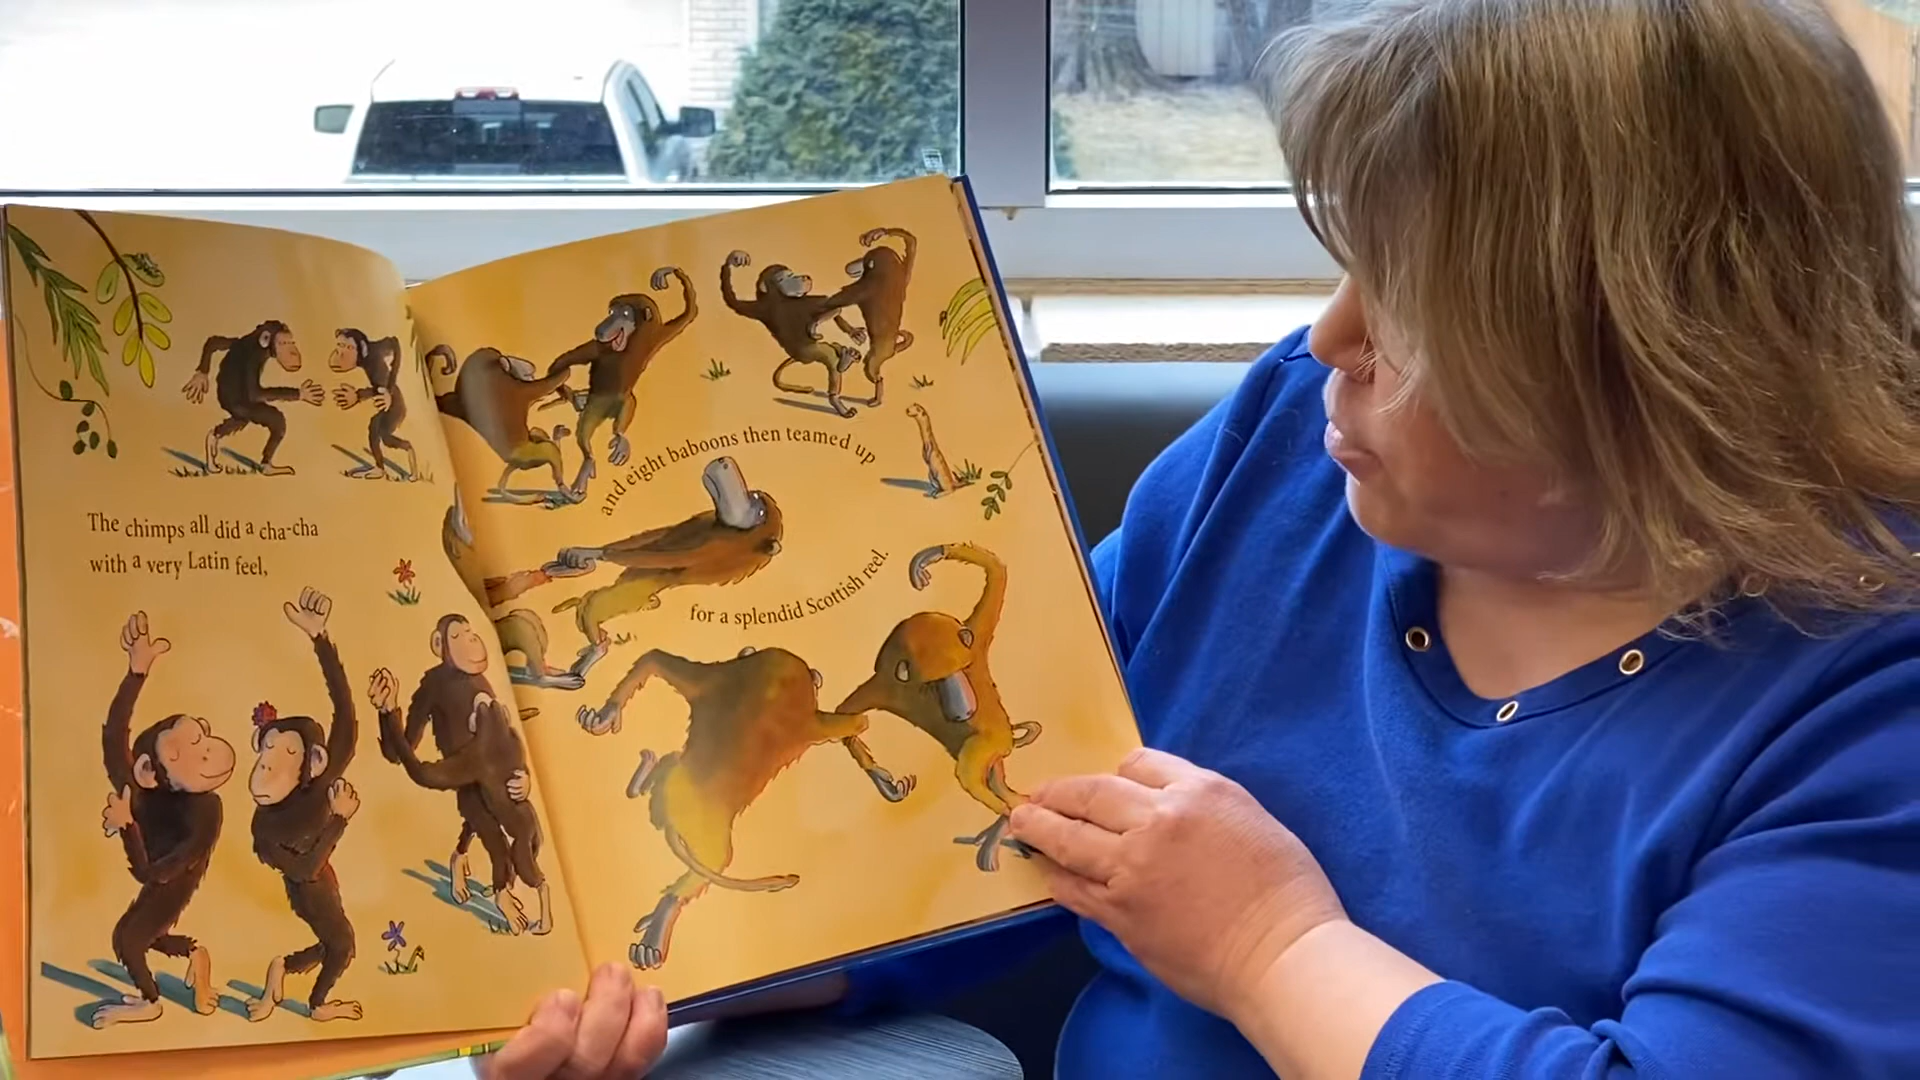 The chimps all did a cha-cha
with a very Latin feel,
and eight baboons then teamed up
for a splendid Scottish reel.